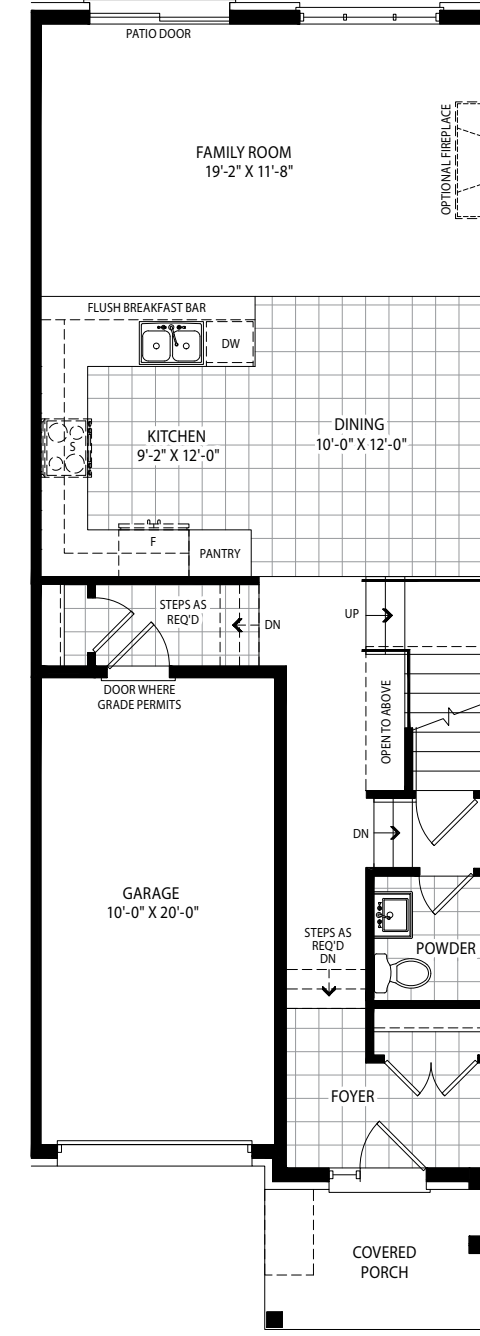 PATIO DOOR
FAMILY ROOM
19'-2" X 11'-8"
OPTIONAL FIREPLACE
FLUSH BREAKFAST BAR
DW
S
KITCHEN
9'-2" X 12'-0"
DINING
10'-0" X 12'-0"
F
PANTRY
STEPS AS
REQ'D
DN
UP
DOOR WHERE
GRADE PERMITS
OPEN TO ABOVE
DN
GARAGE
10'-0" X 20'-0"
STEPS AS
REQ'D
DN
POWDER
FOYER
COVERED
PORCH